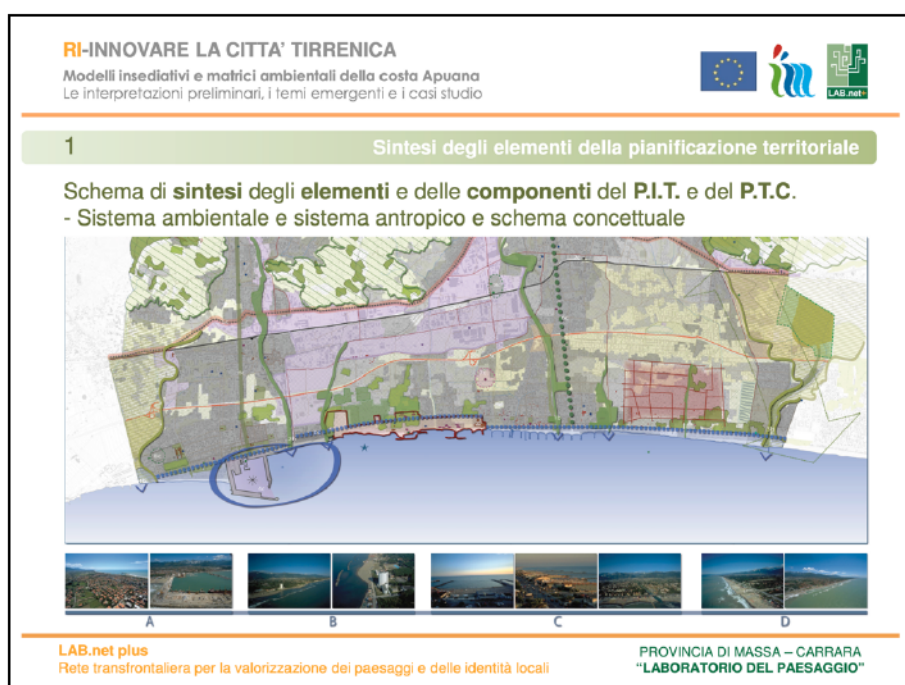 RI-INNOVARE LA CITTA' TIRRENICA
Modelli insediativi e matrici ambientali della costa Apuana
Le interpretazioni preliminari, i temi emergenti e i casi studio
LAB.net+
1
Sintesi degli elementi della pianificazione territoriale
Schema di sintesi degli elementi e delle componenti del P.I.T. e del P.T.C.
- Sistema ambientale e sistema antropico e schema concettuale
A B C D
LAB.net plus
Rete transfrontaliera per la valorizzazione dei paesaggi e delle identità locali
PROVINCIA DI MASSA – CARRARA
"LABORATORIO DEL PAESAGGIO"